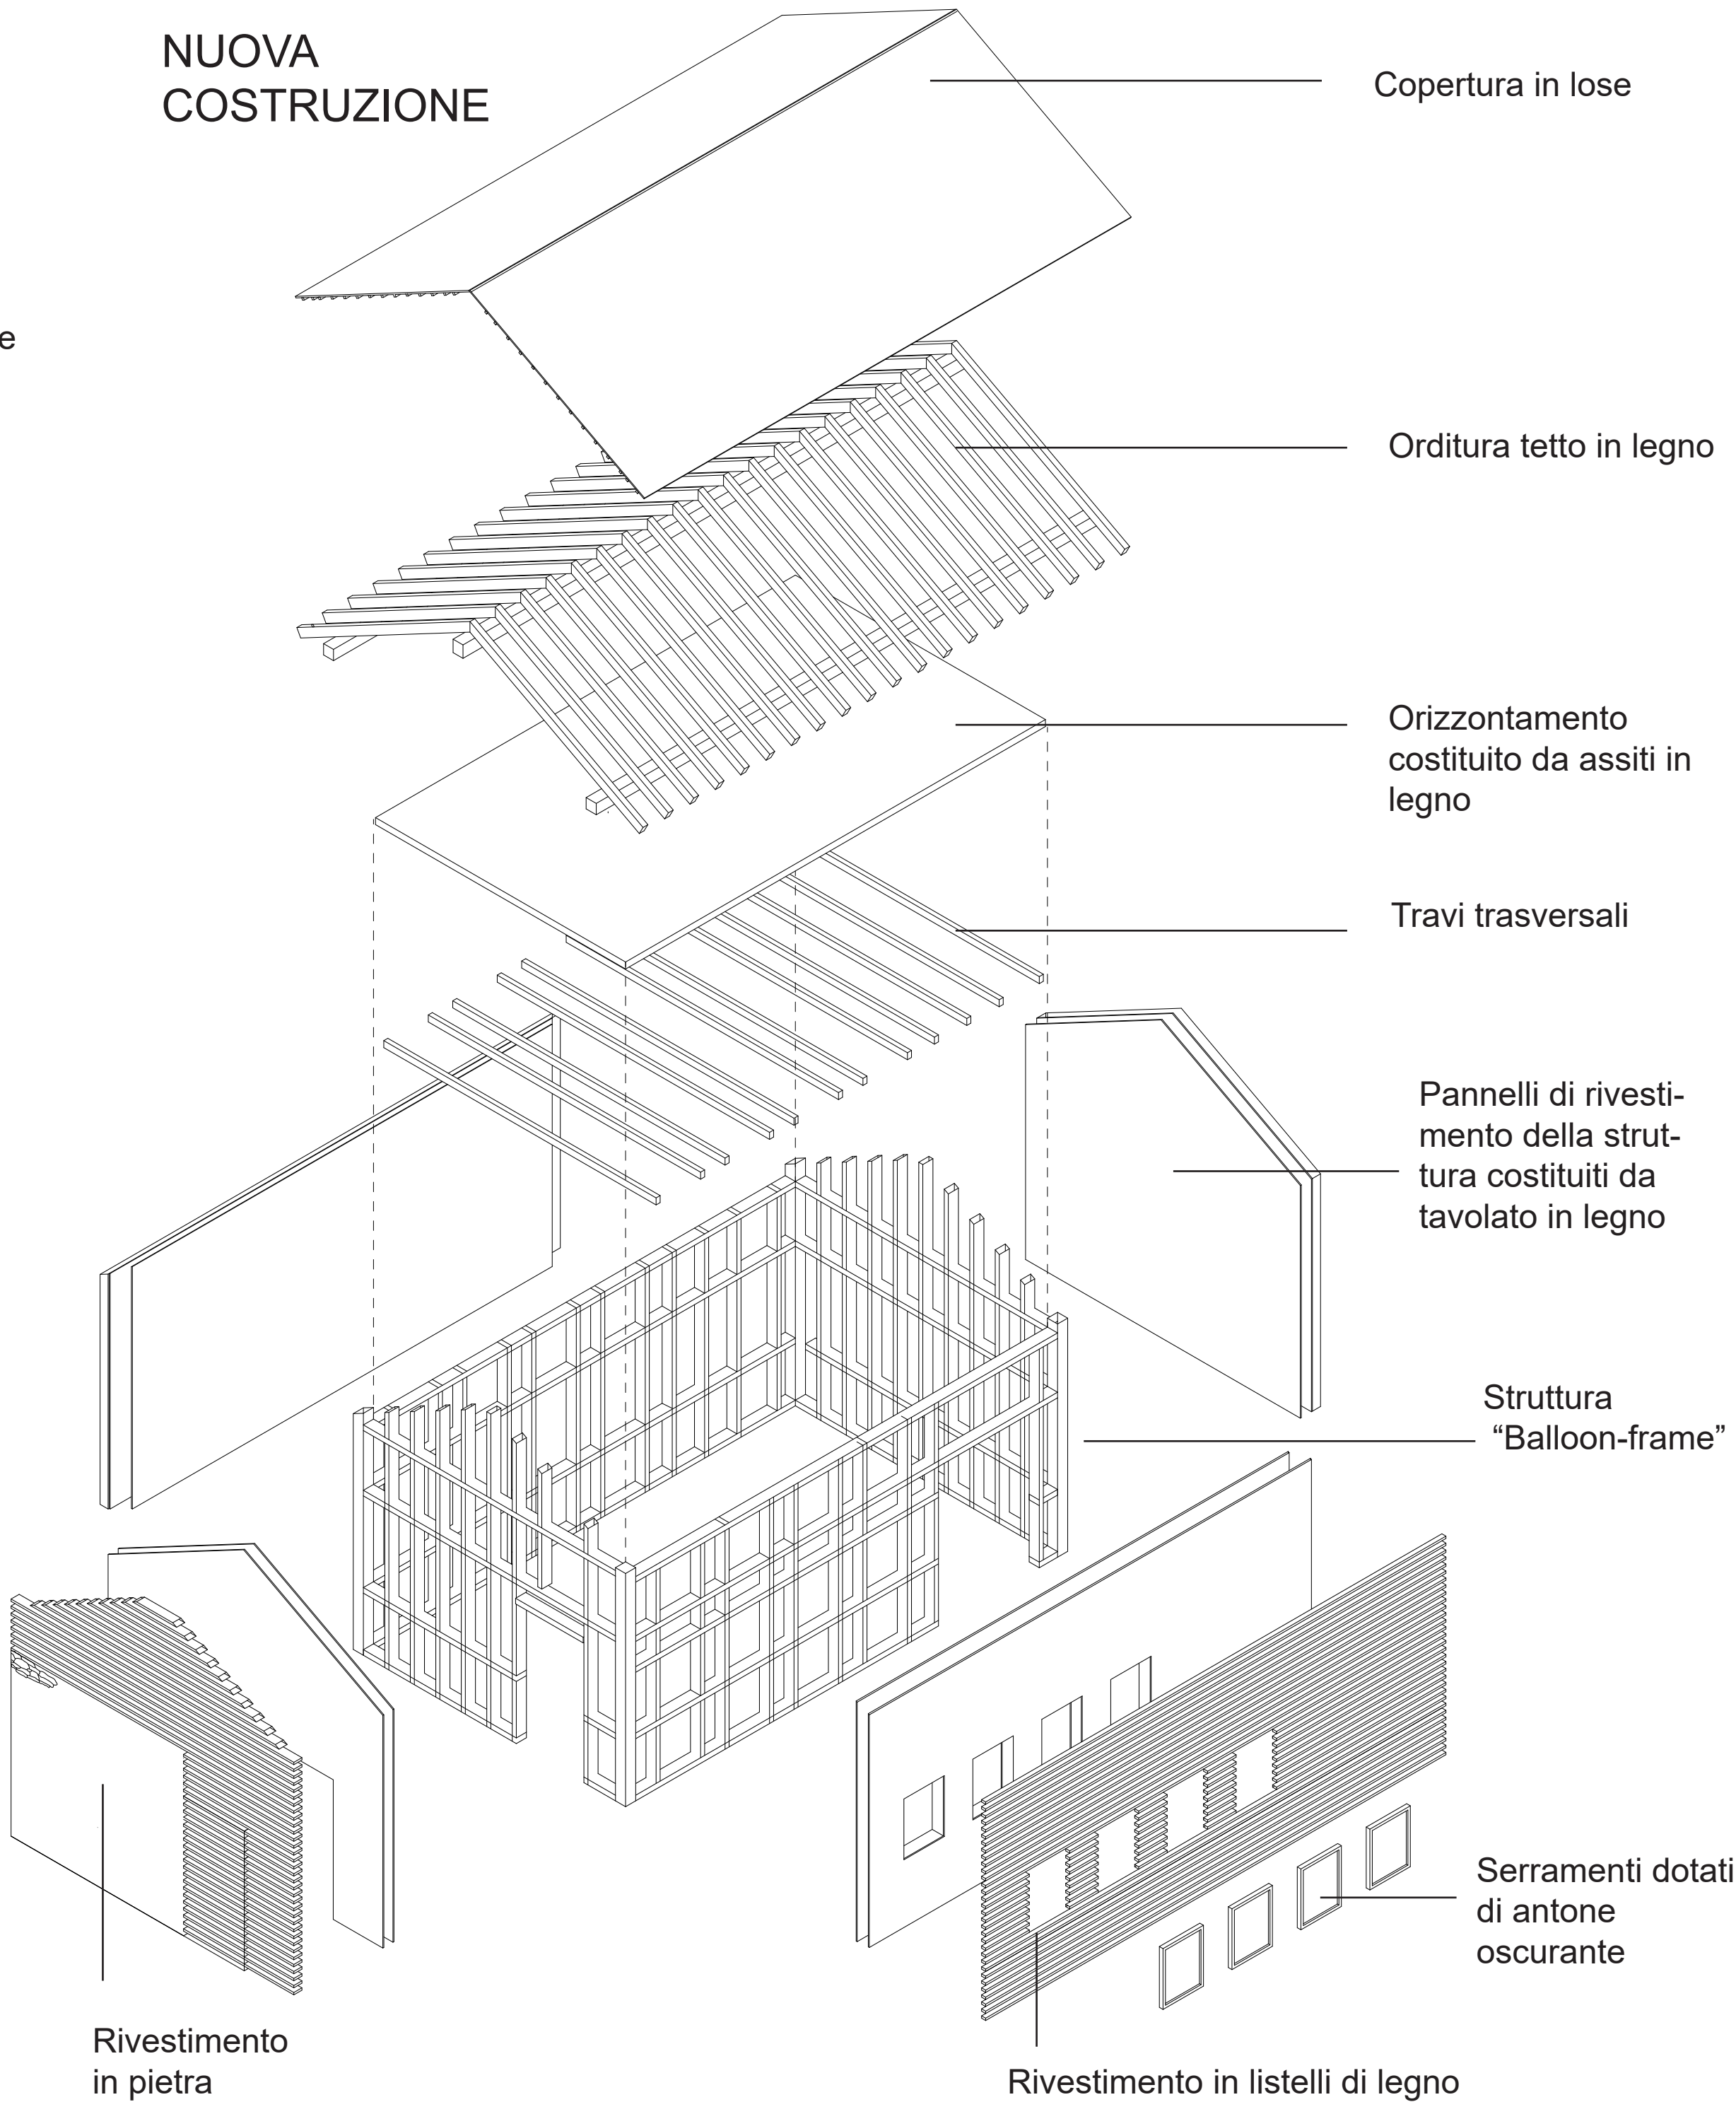 NUOVA
COSTRUZIONE
Copertura in lose
e
Orditura tetto in legno
Orizzontamento
costituito da assiti in
legno
Travi trasversali
Pannelli di rivesti-
mento della strut-
tura costituiti da
tavolato in legno
Struttura
“Balloon-frame”
Serramenti dotati
di antone
oscurante
Rivestimento
in pietra
Rivestimento in listelli di legno